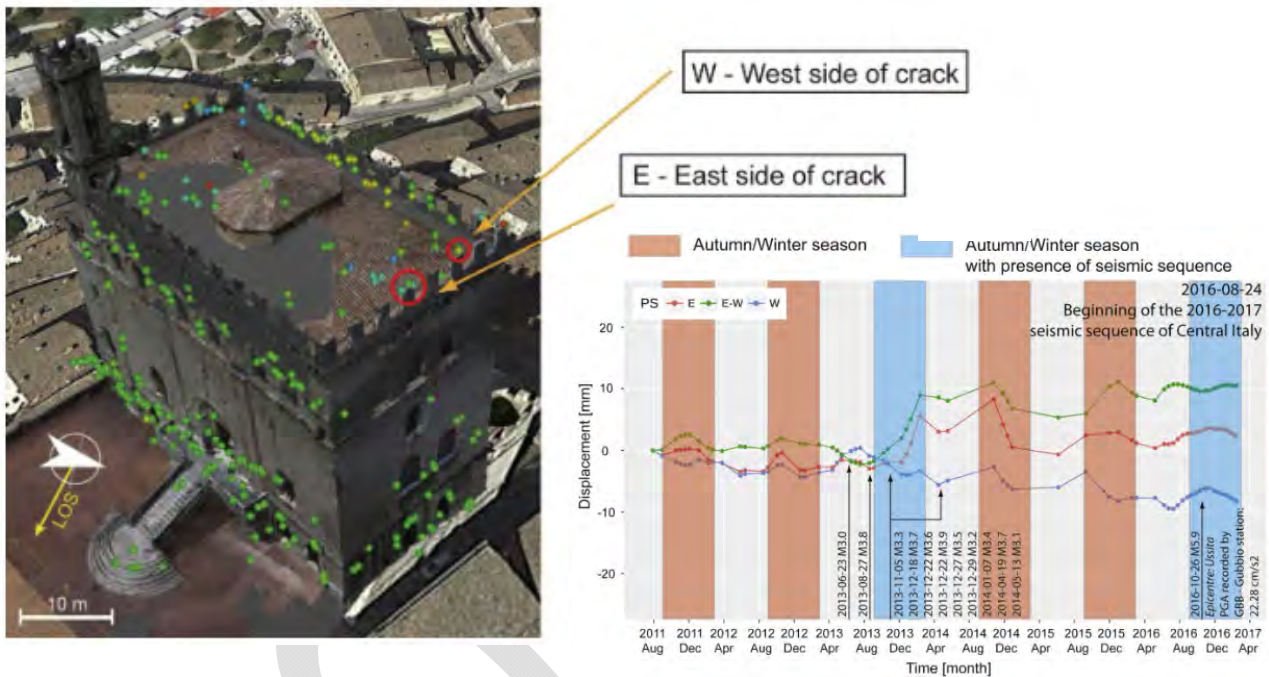 W - West side of crack
E - East side of crack
LOS
10 m
Autumn/Winter season
Autumn/Winter season
with presence of seismic sequence
PS E E-W W
2016-08-24
Beginning of the 2016-2017
seismic sequence of Central Italy
Displacement [mm]
20
10
0
-10
-20
2013-06-23 M3.0
2013-08-27 M3.8
2013-11-05 M3.3
2013-12-18 M3.7
2013-12-22 M3.6
2013-12-22 M3.9
2013-12-27 M3.5
2013-12-29 M3.2
2014-01-07 M3.4
2014-04-19 M3.7
2014-05-13 M3.1
2016-10-26 M5.9
Epicentre: Ussita
PGA recorded by
GBB - Gubbio station:
22.28 cm/s2
2011 2011 2012 2012 2012 2013 2013 2013 2014 2014 2014 2015 2015 2015 2016 2016 2016 2017
Aug Dec Apr Aug Dec Apr Aug Dec Apr Aug Dec Apr Aug Dec Apr Aug Dec Apr
Time [month]